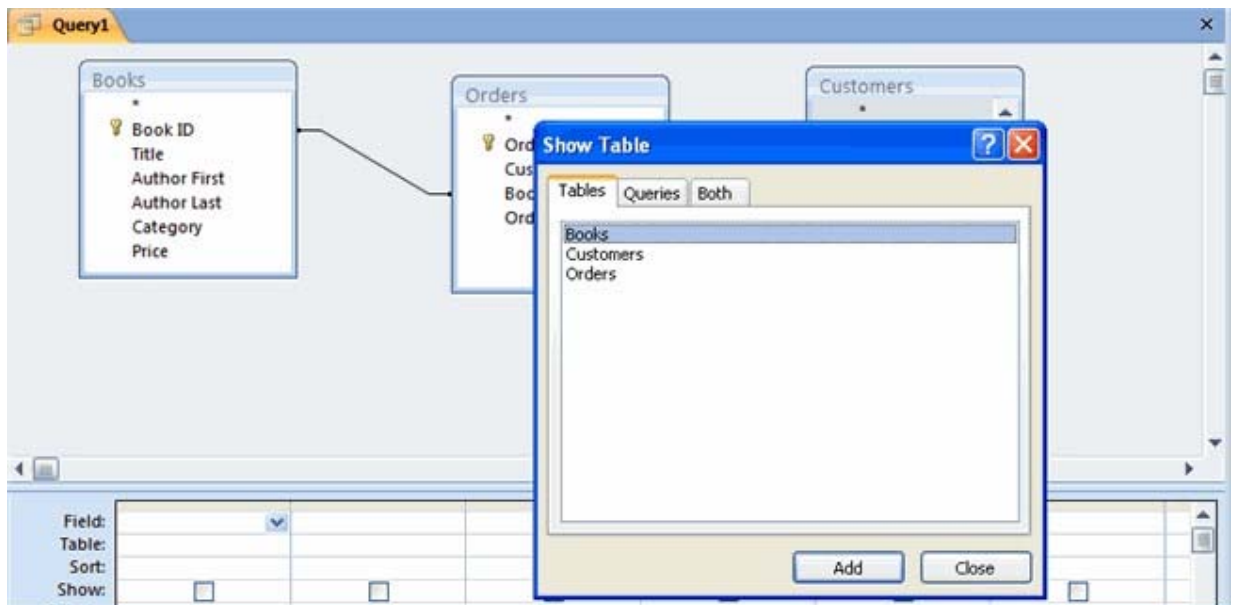 Query1
Books
*
Book ID
Title
Author First
Author Last
Category
Price
Orders
*
Ord
Cus
Boo
Ord
Customers
*
Show Table
Tables Queries Both
Books
Customers
Orders
Add Close
Field:
Table:
Sort:
Show: